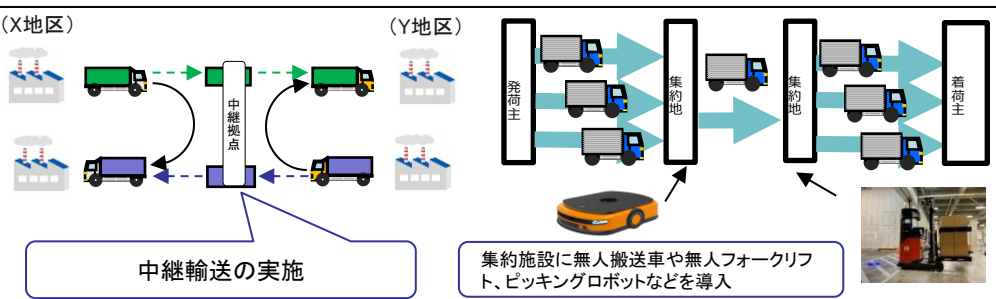 (X地区)
(Y地区)
中継拠点
中継輸送の実施
発荷主
集約地
集約地
着荷主
集約施設に無人搬送車や無人フォークリフ
ト、ピッキングロボットなどを導入